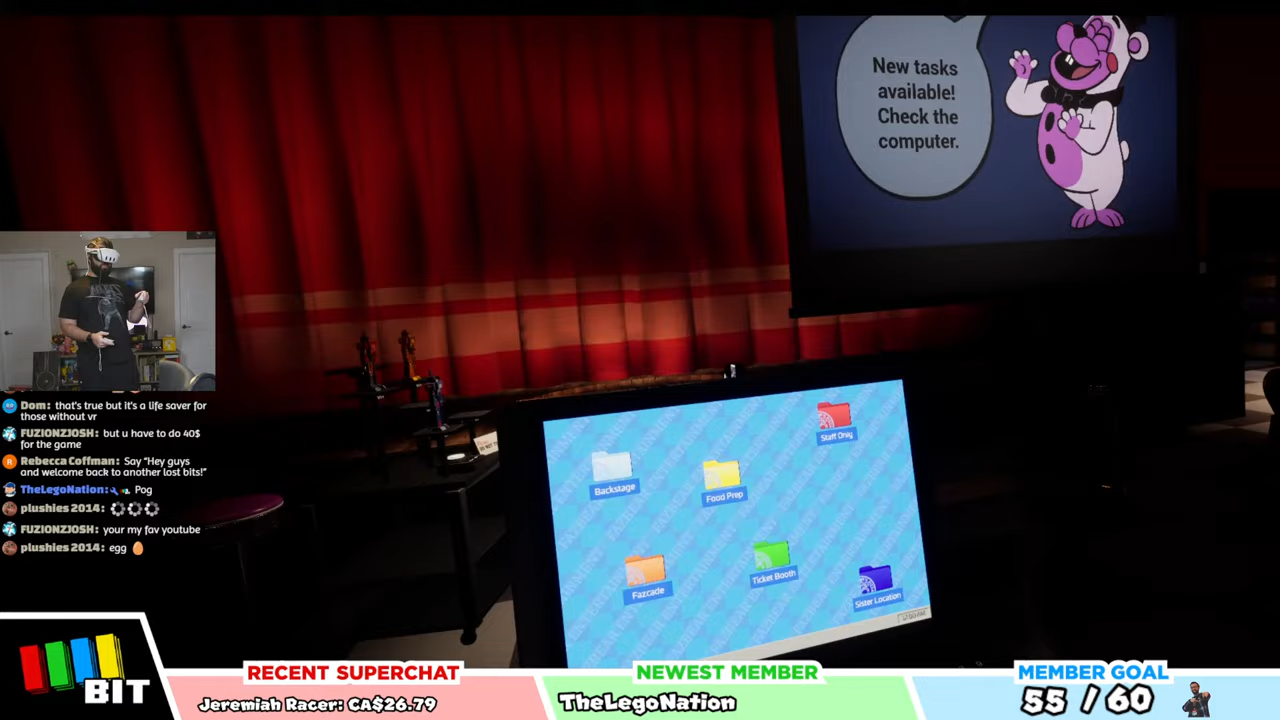 New tasks
available!
Check the
computer.
Staff Only
Backstage
Food Prep
Fazcade
Ticket Booth
Sister Location
Dom: that's true but it's a life saver for
those without vr
FUZIONZJOSH: but u have to do 40$
for the game
Rebecca Coffman: Say "Hey guys
and welcome back to another lost bits!"
TheLegoNation: Pog
plushies 2014:
FUZIONZJOSH: your my fav youtube
plushies 2014: egg
BIT
RECENT SUPERCHAT
Jeremiah Racer: CA$26.79
NEWEST MEMBER
TheLegoNation
MEMBER GOAL
55 / 60